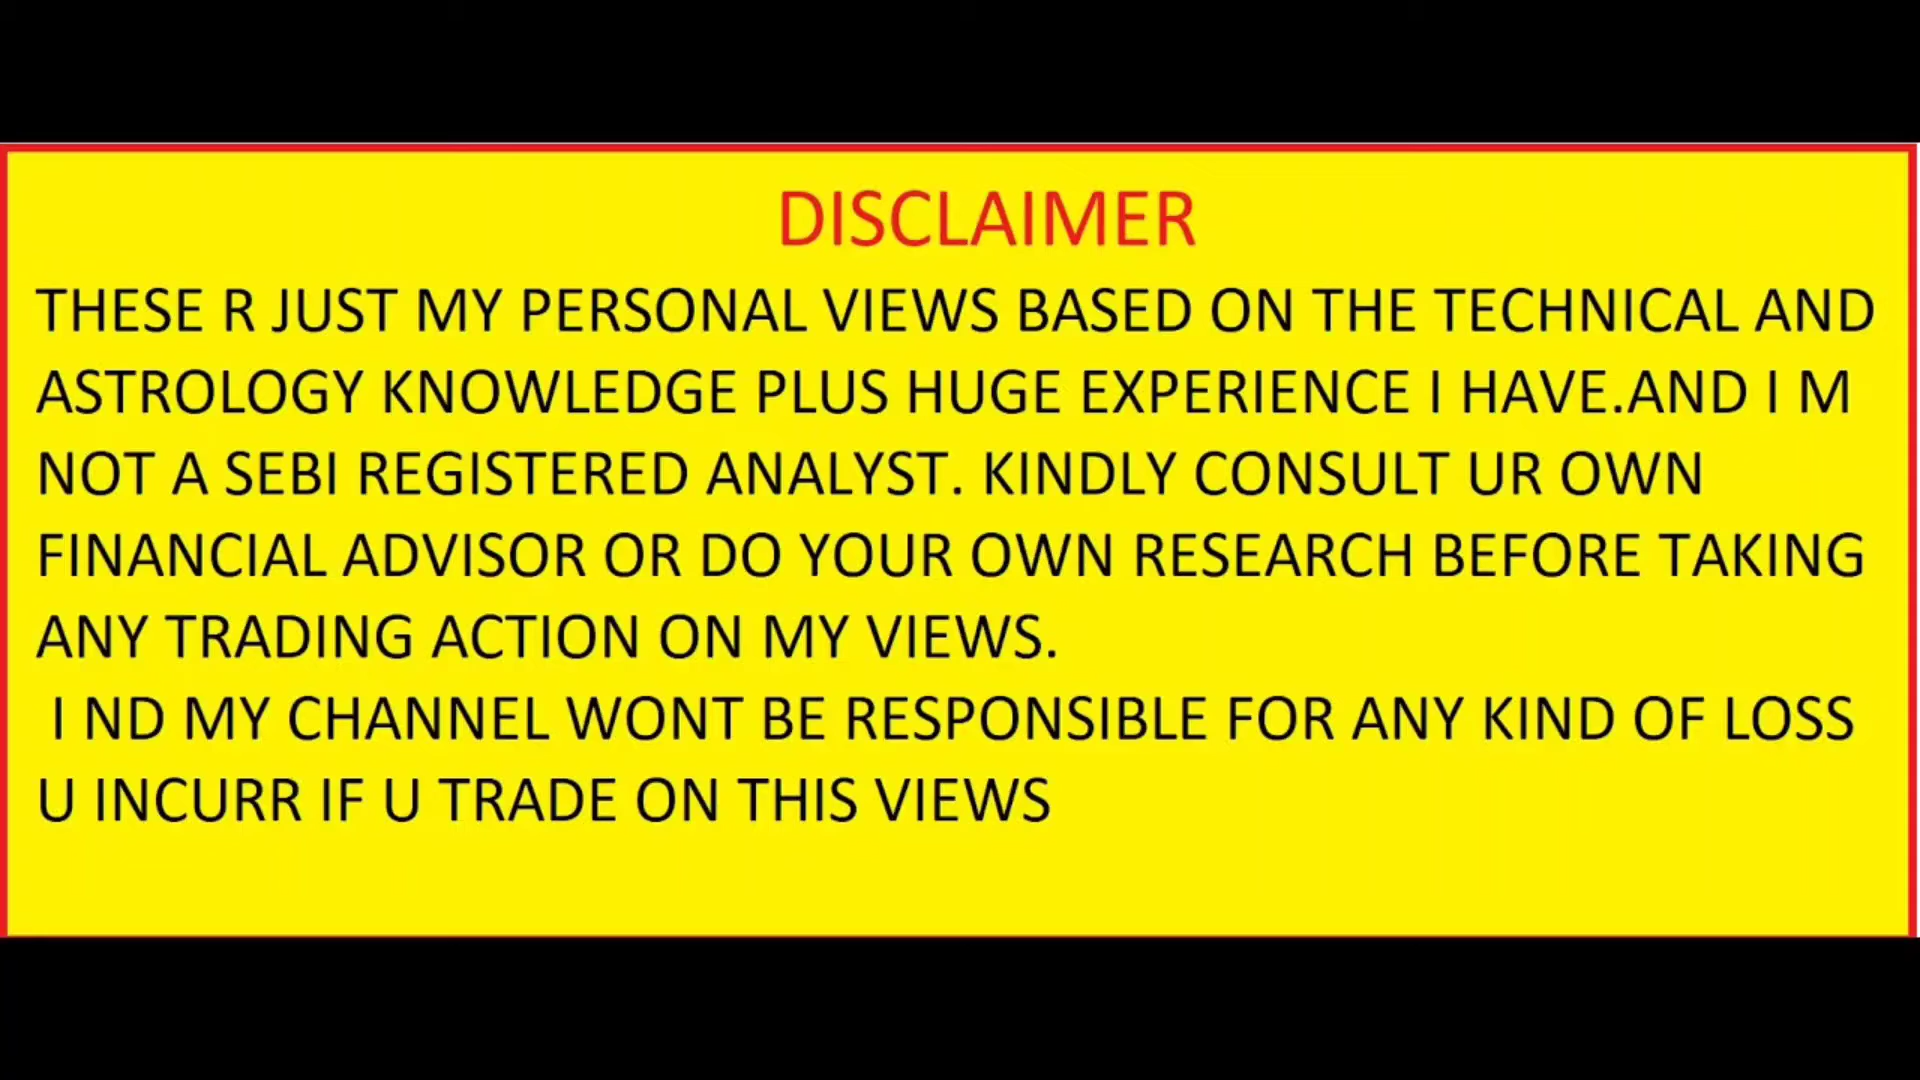 DISCLAIMER
THESE R JUST MY PERSONAL VIEWS BASED ON THE TECHNICAL AND
ASTROLOGY KNOWLEDGE PLUS HUGE EXPERIENCE I HAVE.AND I M
NOT A SEBI REGISTERED ANALYST. KINDLY CONSULT UR OWN
FINANCIAL ADVISOR OR DO YOUR OWN RESEARCH BEFORE TAKING
ANY TRADING ACTION ON MY VIEWS.
I ND MY CHANNEL WONT BE RESPONSIBLE FOR ANY KIND OF LOSS
U INCURR IF U TRADE ON THIS VIEWS